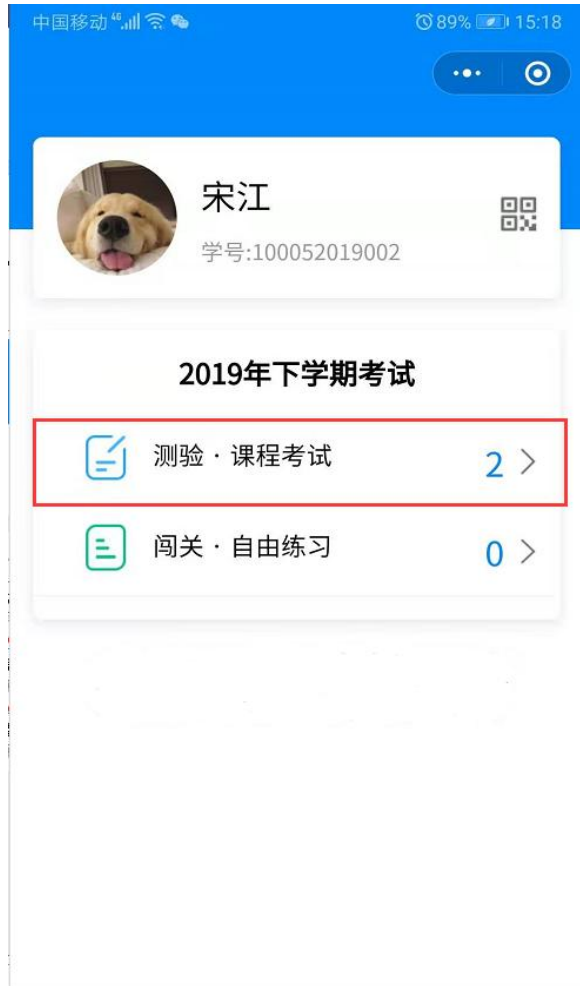 中国移动 46 89% 15:18
宋江
学号:100052019002
2019年下学期考试
测验 · 课程考试 2
闯关 · 自由练习 0